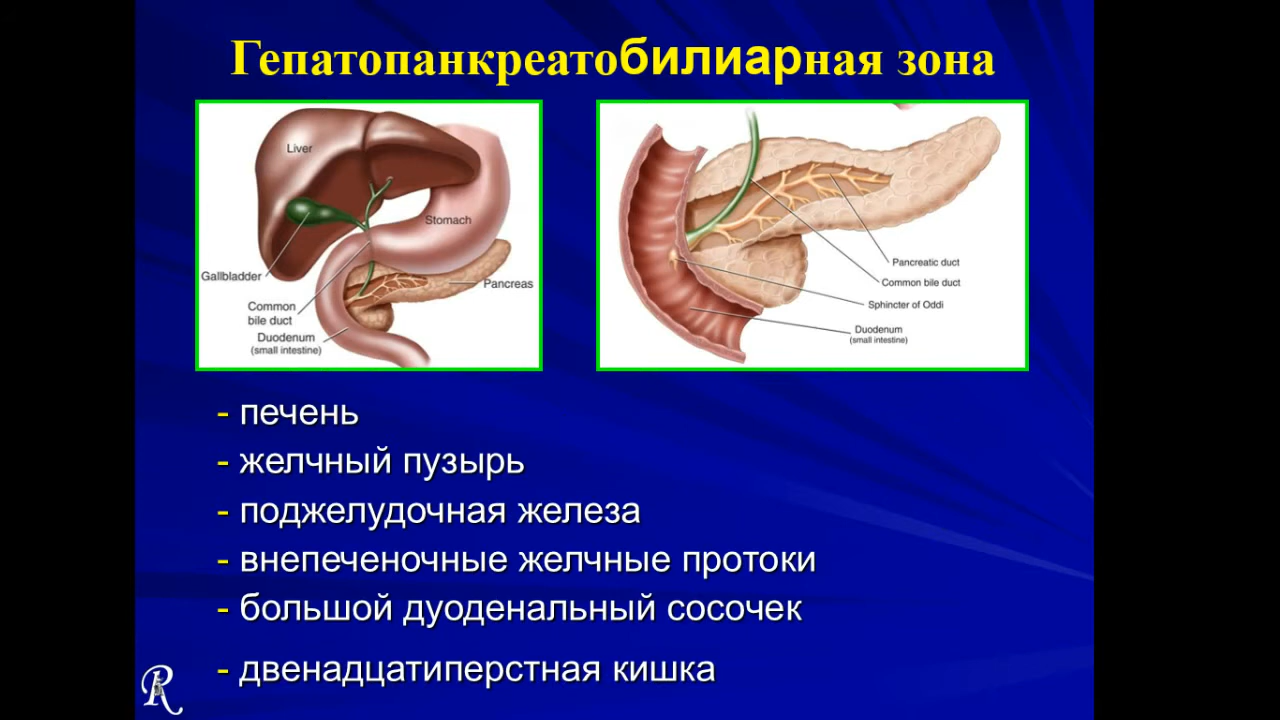 Гепатопанкреатобилиарная зона
Liver
Stomach
Gallbladder
Pancreas
Common
bile duct
Duodenum
(small intestine)
Pancreatic duct
Common bile duct
Sphincter of Oddi
Duodenum
(small intestine)
- печень
- желчный пузырь
- поджелудочная железа
- внепеченочные желчные протоки
- большой дуоденальный сосочек
- двенадцатиперстная кишка
R